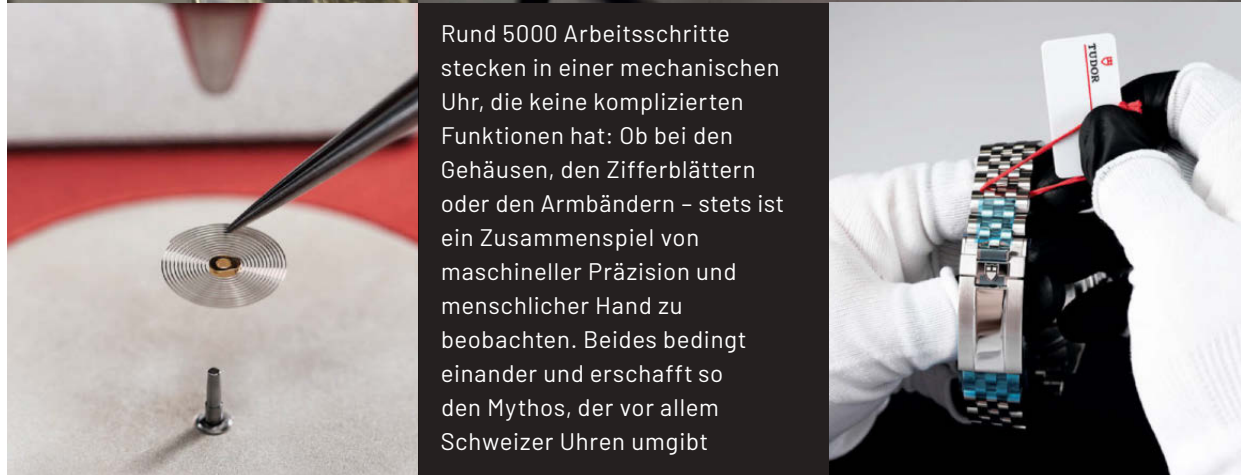 Rund 5000 Arbeitsschritte
stecken in einer mechanischen
Uhr, die keine komplizierten
Funktionen hat: Ob bei den
Gehäusen, den Zifferblättern
oder den Armbändern – stets ist
ein Zusammenspiel von
maschineller Präzision und
menschlicher Hand zu
beobachten. Beides bedingt
einander und erschafft so
den Mythos, der vor allem
Schweizer Uhren umgibt
TUDOR